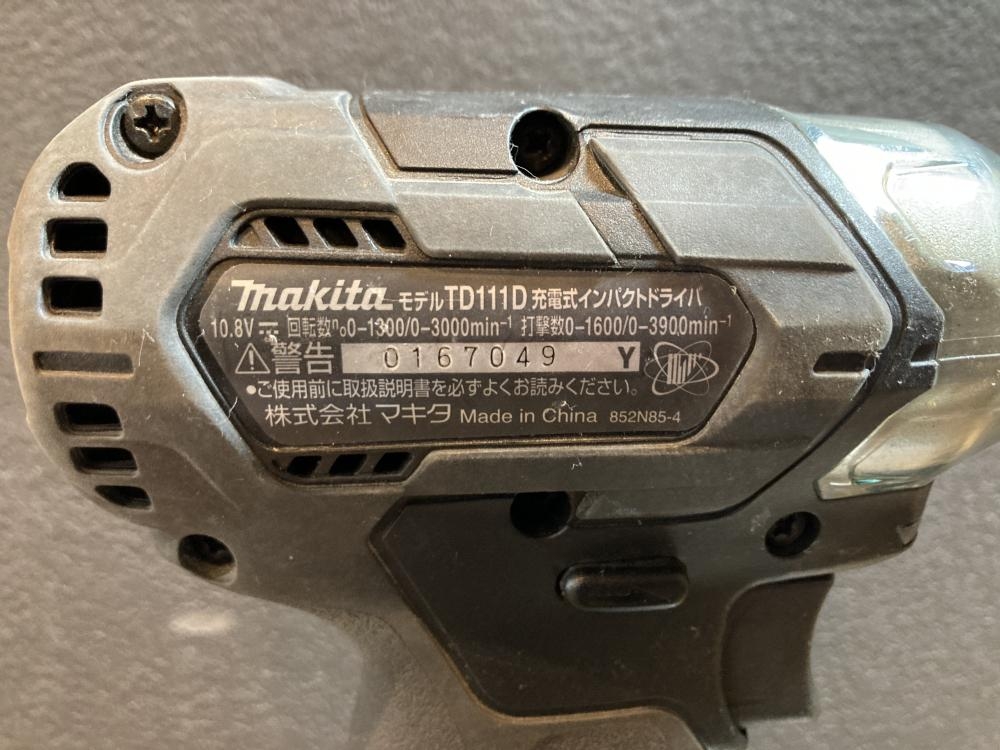 makita モデル TD111D 充電式インパクトドライバ
10.8V⎓ 回転数n₀0-1300/0-3000min⁻¹ 打撃数0-1600/0-3900min⁻¹
⚠警告 0167049 Y
●ご使用前に取扱説明書を必ずよくお読みください。
株式会社マキタ Made in China 852N85-4